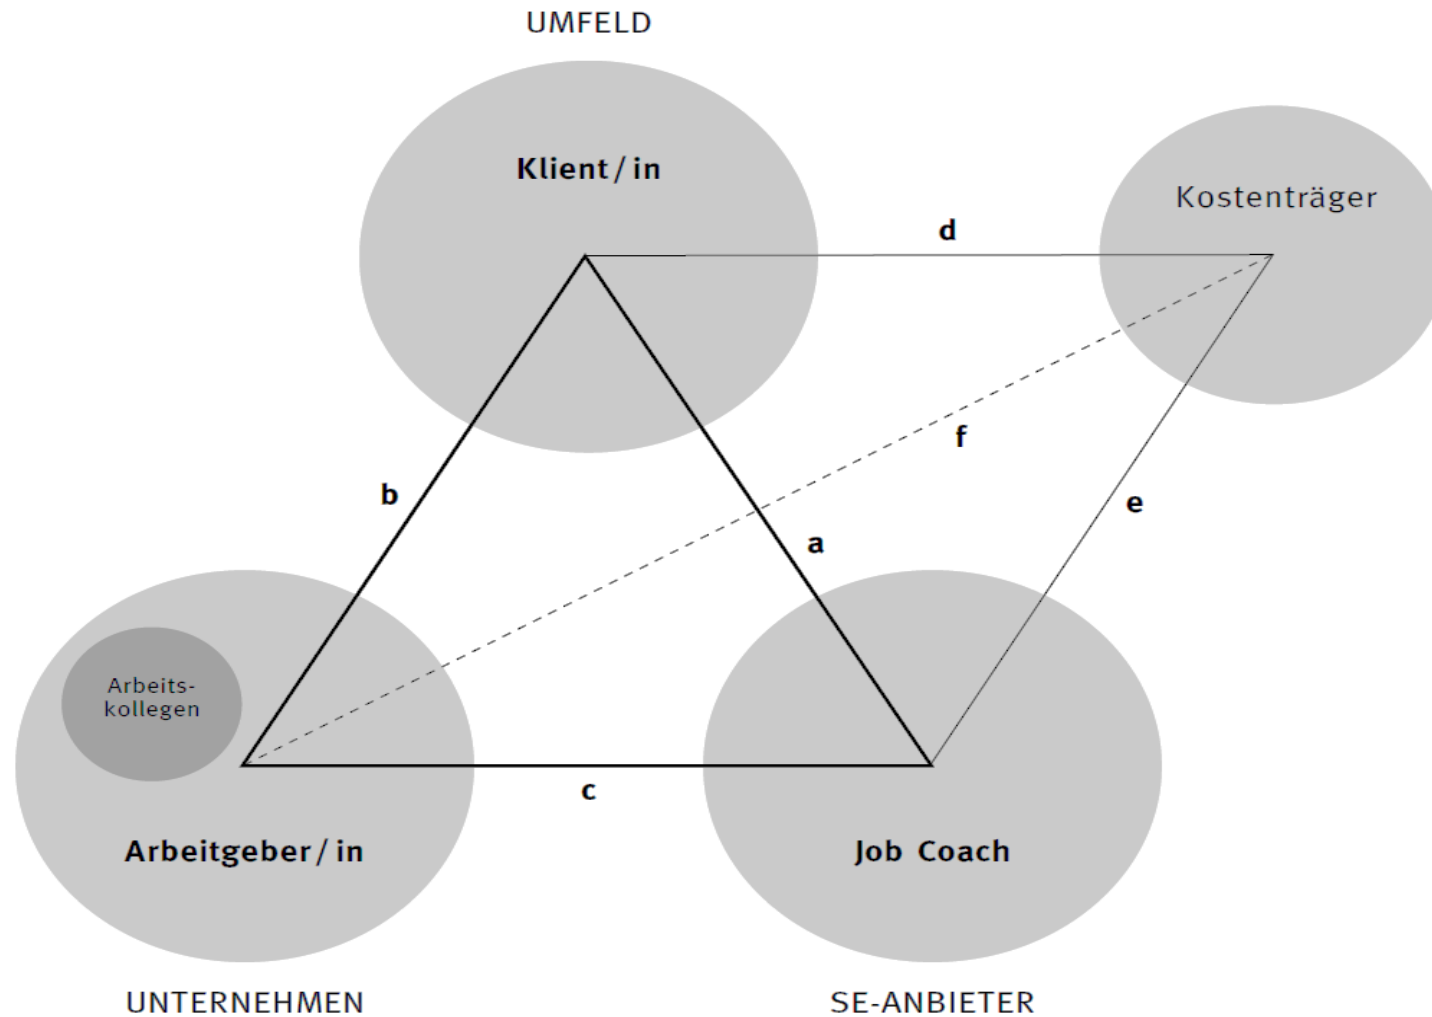 UMFELD
Klient / in
Kostenträger
d
f
b
e
a
Arbeits-
kollegen
c
Arbeitgeber / in
Job Coach
UNTERNEHMEN
SE-ANBIETER